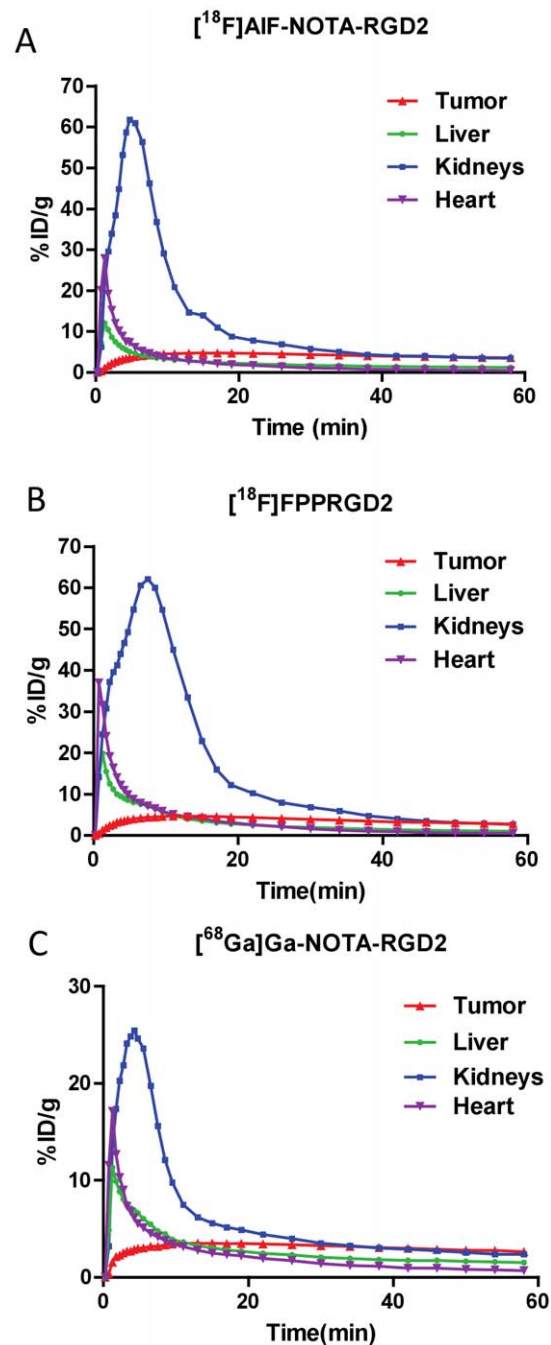 A
[¹⁸F]AlF-NOTA-RGD2
70
60
50
40
30
20
10
0
%ID/g
Tumor
Liver
Kidneys
Heart
0
20
40
60
Time (min)
B
[¹⁸F]FPPRGD2
70
60
50
40
30
20
10
0
%ID/g
Tumor
Liver
Kidneys
Heart
0
20
40
60
Time(min)
C
[⁶⁸Ga]Ga-NOTA-RGD2
30
20
10
0
%ID/g
Tumor
Liver
Kidneys
Heart
0
20
40
60
Time(min)